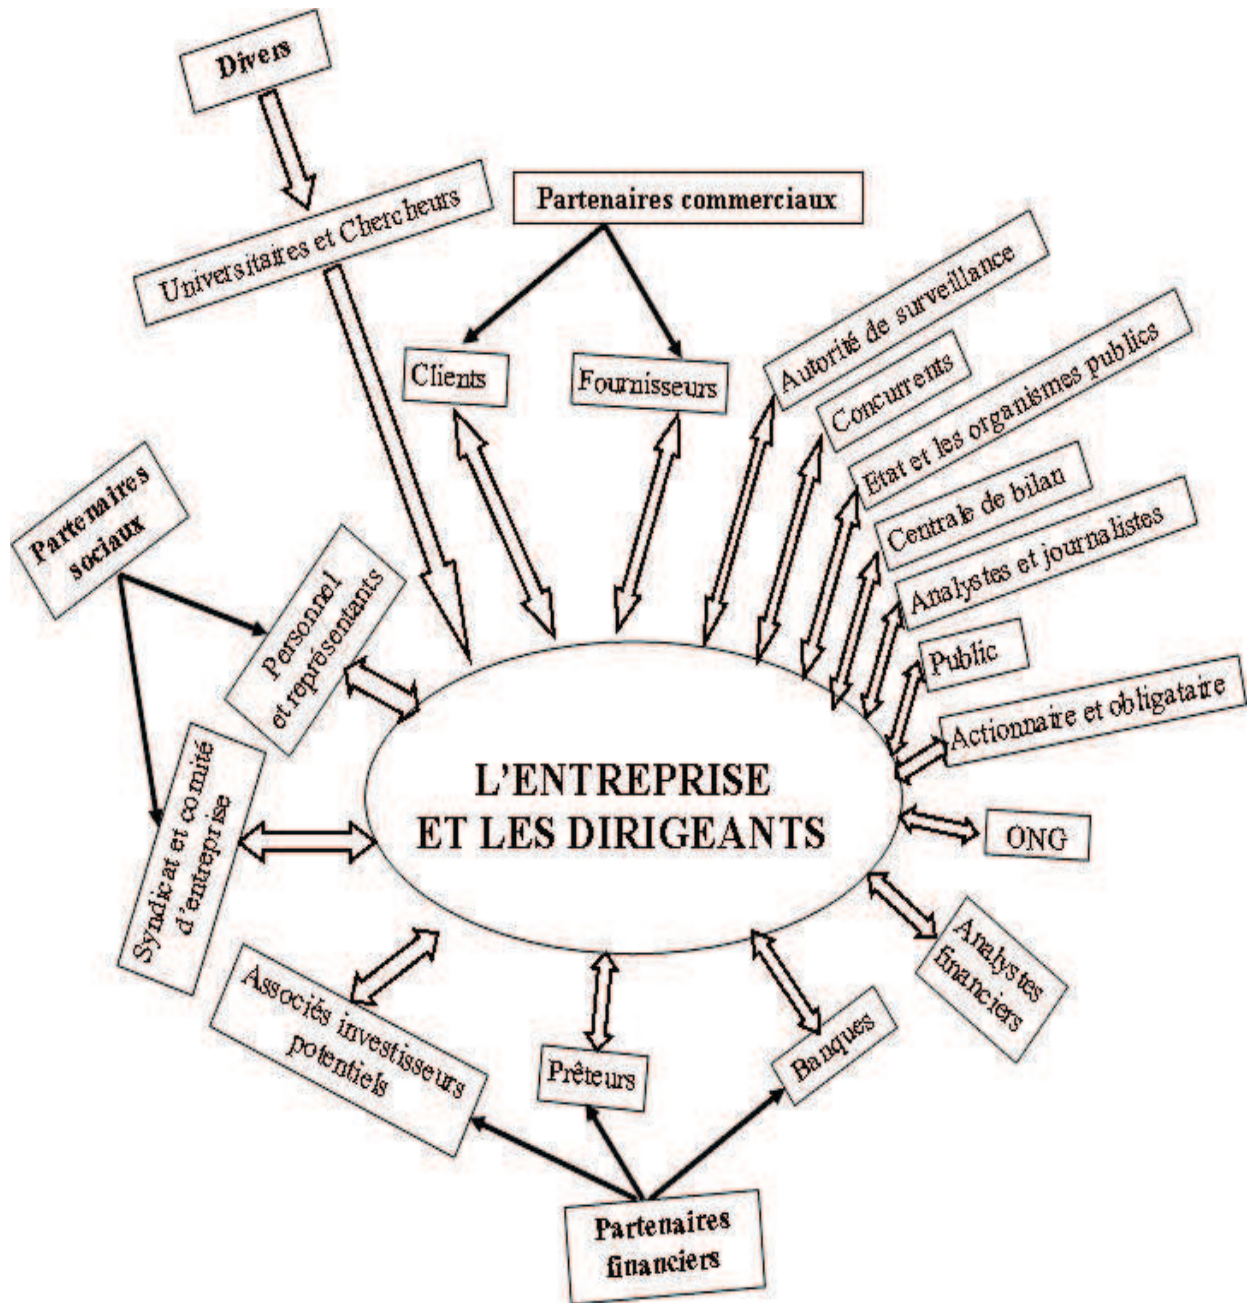 Divers
Universitaires et Chercheurs
Partenaires commerciaux
Clients
Fournisseurs
Autorité de surveillance
Concurrents
Etat et les organismes publics
Centrale de bilan
Analystes et journalistes
Public
Actionnaire et obligataire
ONG
Analystes
financiers
Partenaires
sociaux
Personnel
et représentants
Syndicat et comité
d'entreprise
L'ENTREPRISE
ET LES DIRIGEANTS
Associés investisseurs
potentiels
Prêteurs
Banques
Partenaires
financiers